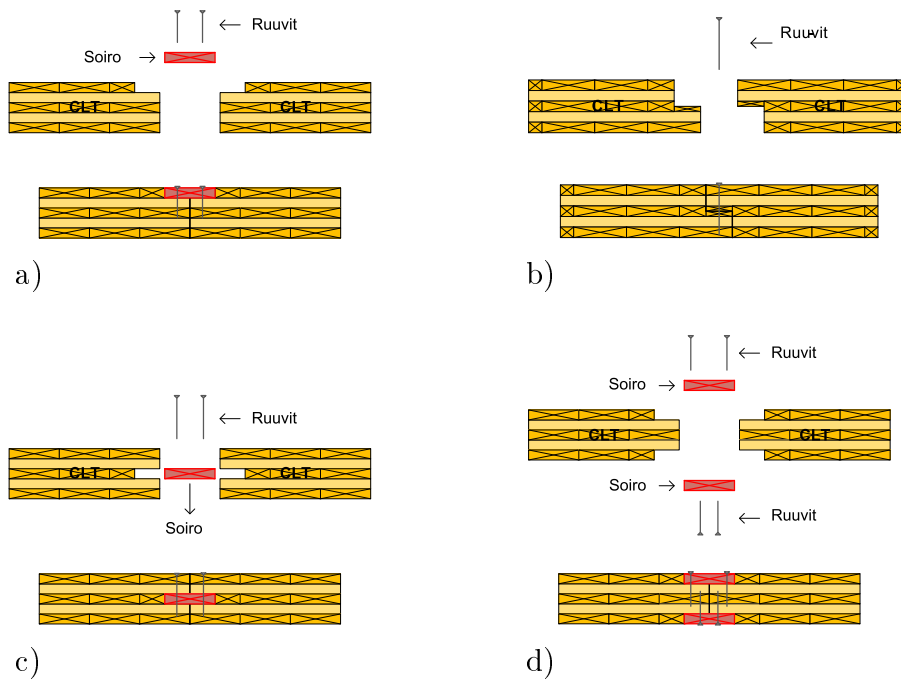 Ruuvit
Soiro
CLT CLT
a)
Ruuvit
CLT CLT
b)
Ruuvit
CLT CLT
Soiro
c)
Ruuvit
Soiro
CLT CLT
Soiro
Ruuvit
d)